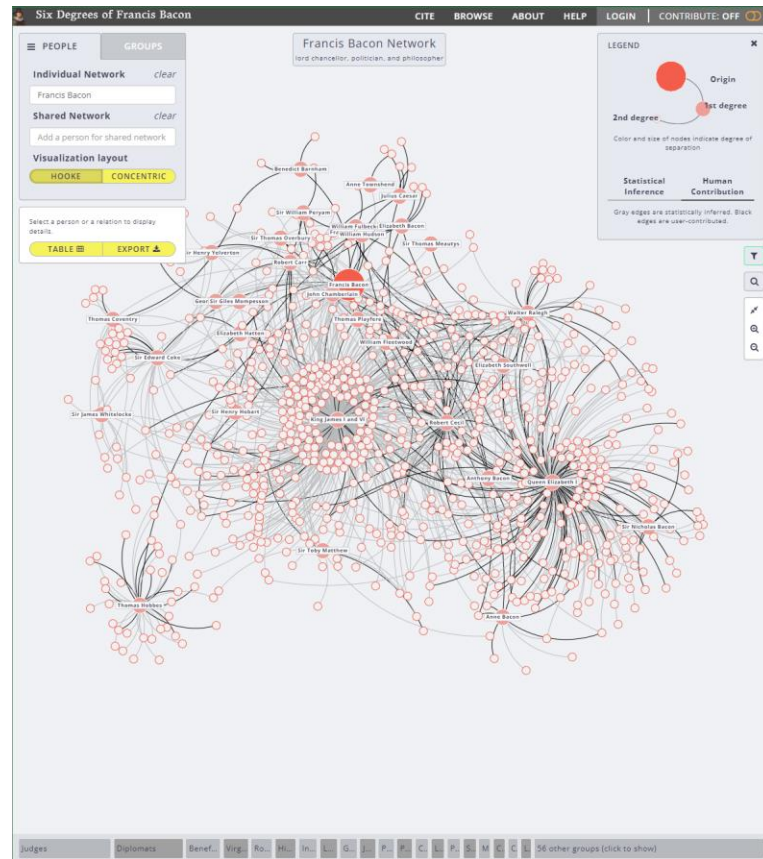 Six Degrees of Francis Bacon
CITE BROWSE ABOUT HELP LOGIN CONTRIBUTE: OFF
PEOPLE GROUPS
Individual Network clear
Francis Bacon
Shared Network clear
Add a person for shared network
Visualization layout
HOOKE CONCENTRIC
Select a person or a relation to display
details.
TABLE EXPORT
Francis Bacon Network
lord chancellor, politician, and philosopher
LEGEND
Origin
1st degree
2nd degree
Color and size of nodes indicate degree of
separation
Statistical
Inference
Human
Contribution
Gray edges are statistically inferred. Black
edges are user-contributed.
Benedict Barnham
Anne Townshend
Julius Caesar
Sir William Peryam
William Fulbeck
Elizabeth Bacon
William Hudson
Sir Thomas Overbury
Sir Thomas Meautys
Sir Henry Yelverton
Robert Carr
Francis Bacon
John Chamberlain
Geor
Sir Giles Mompesson
Walter Ralegh
Thomas Coventry
Thomas Playfere
Elizabeth Hatton
William Fleetwood
Sir Edward Coke
Elizabeth Southwell
Sir James Whitelocke
Sir Henry Hobart
King James I and VI
Robert Cecil
Anthony Bacon
Queen Elizabeth I
Sir Nicholas Bacon
Sir Toby Matthew
Thomas Hobbes
Anne Bacon
Judges Diplomats Benef... Virg... Ro... Hi... In... L... G... J... P... P... C. L. P. S. M C. C L 56 other groups (click to show)